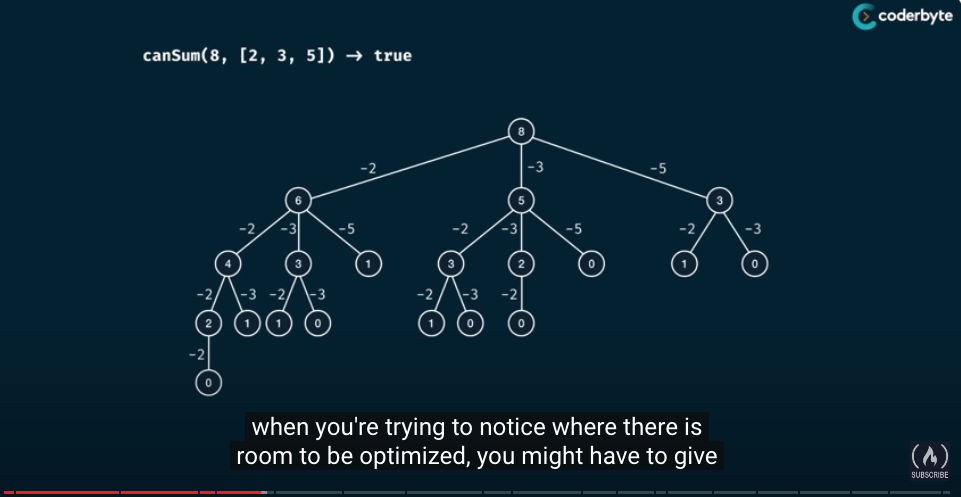 coderbyte
canSum(8, [2, 3, 5]) → true
8
-2 -3 -5
6 5 3
-2 -3 -5 -2 -3 -5 -2 -3
4 3 1 3 2 0 1 0
-2 -3 -2 -3 -2 -3 -2
2 1 1 0 1 0 0
-2
0
when you're trying to notice where there is
room to be optimized, you might have to give
SUBSCRIBE